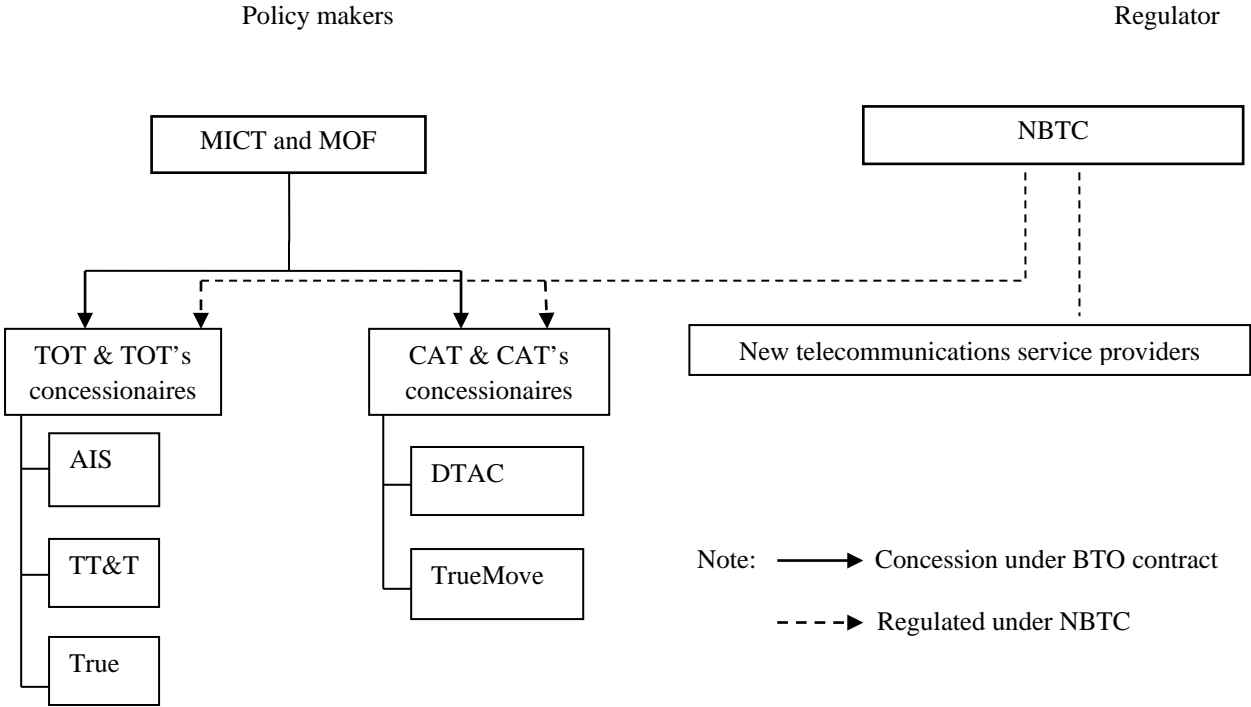 Policy makers
Regulator
MICT and MOF
NBTC
TOT & TOT’s
concessionaires
CAT & CAT’s
concessionaires
New telecommunications service providers
AIS
TT&T
True
DTAC
TrueMove
Note:
Concession under BTO contract
Regulated under NBTC